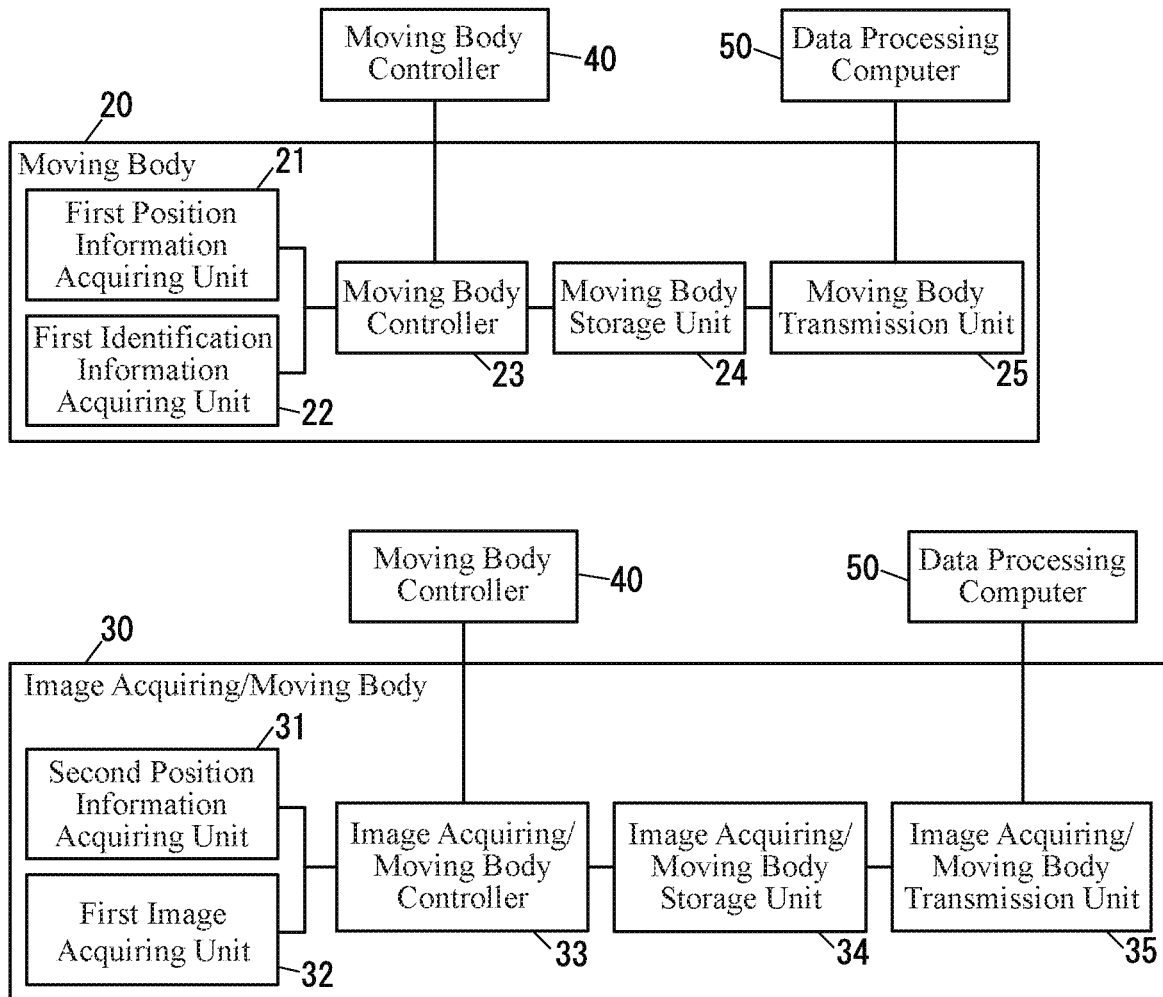 Moving Body
Controller
40
50
Data Processing
Computer
20
Moving Body
21
First Position
Information
Acquiring Unit
First Identification
Information
Acquiring Unit
22
Moving Body
Controller
23
Moving Body
Storage Unit
24
Moving Body
Transmission Unit
25
Moving Body
Controller
40
50
Data Processing
Computer
30
Image Acquiring/Moving Body
31
Second Position
Information
Acquiring Unit
First Image
Acquiring Unit
32
Image Acquiring/
Moving Body
Controller
33
Image Acquiring/
Moving Body
Storage Unit
34
Image Acquiring/
Moving Body
Transmission Unit
35